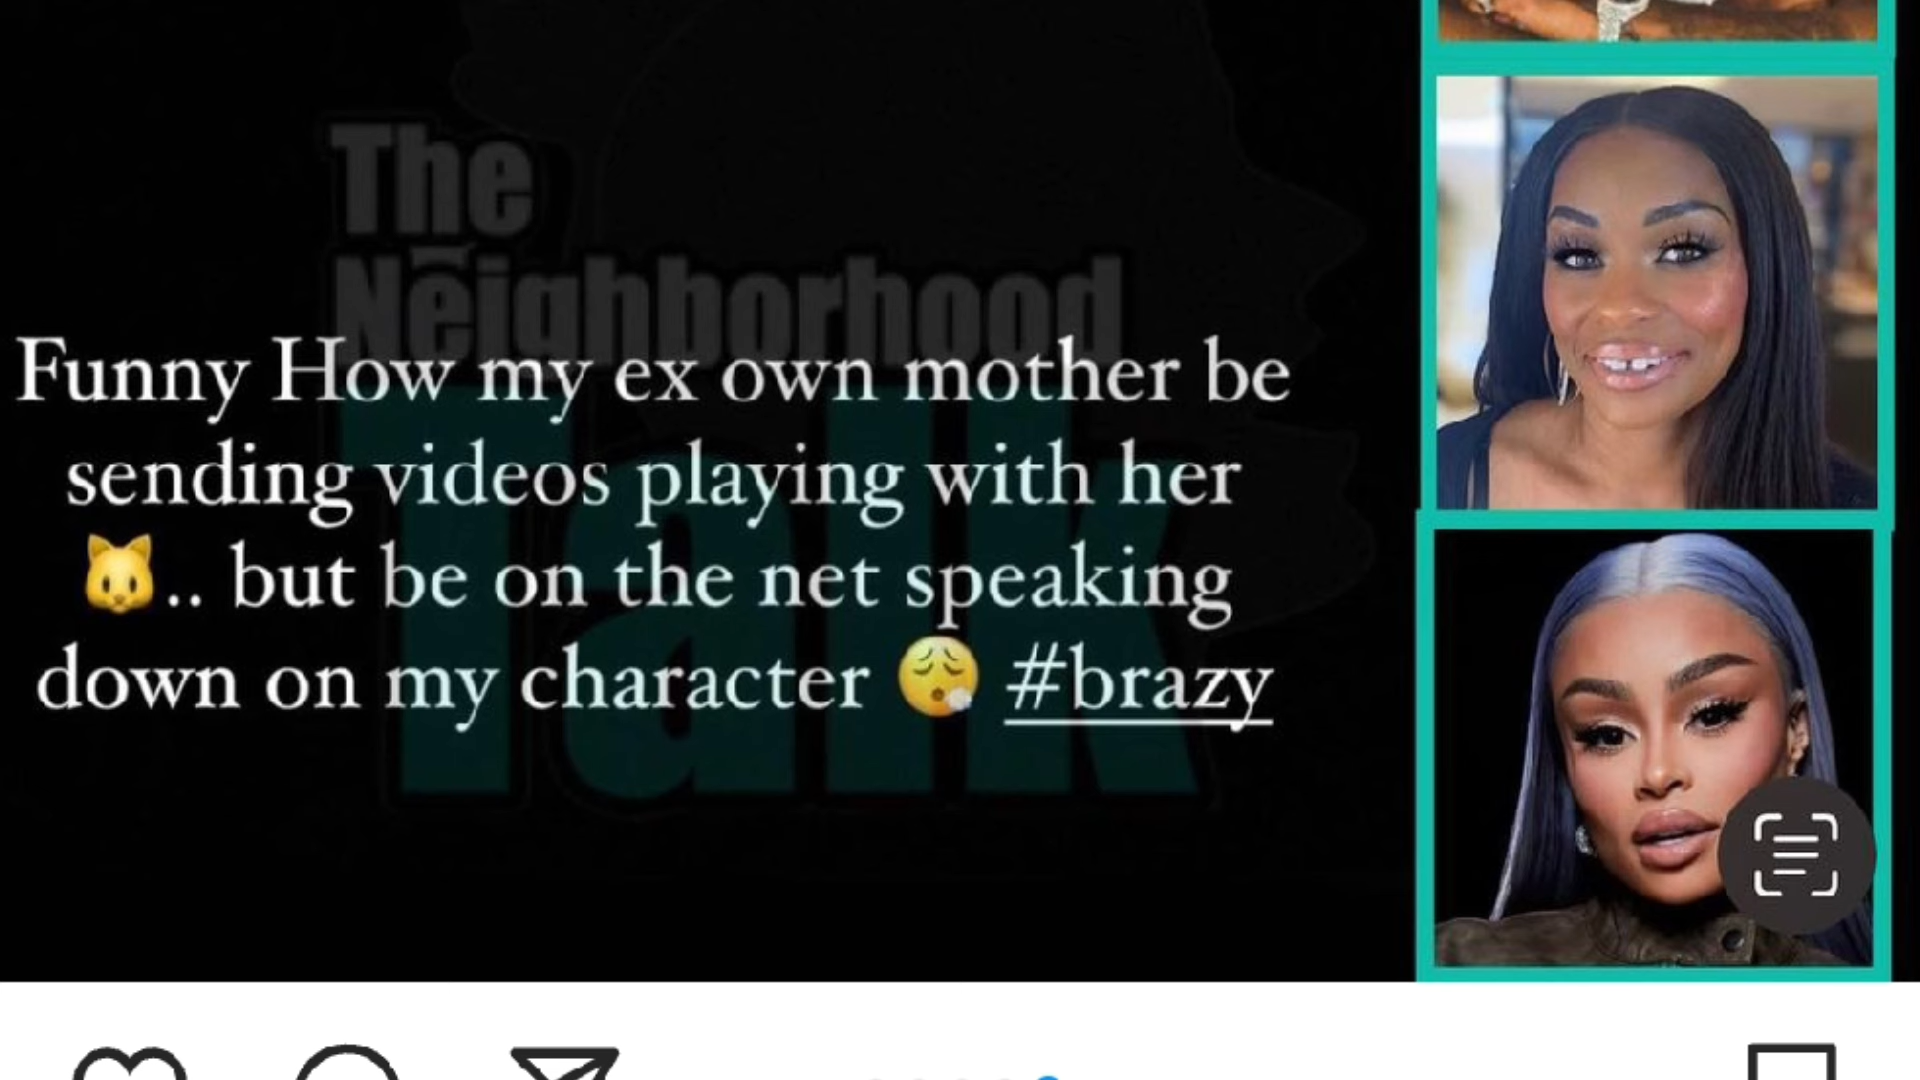 The
Neighborhood
Talk
Funny How my ex own mother be
sending videos playing with her
🐱.. but be on the net speaking
down on my character 😮‍💨 #brazy